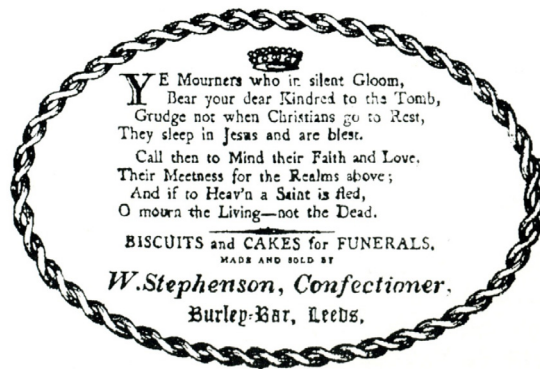 YE Mourners who in silent Gloom,
Bear your dear Kindred to the Tomb,
Grudge not when Christians go to Rest,
They sleep in Jesus and are blest.
Call then to Mind their Faith and Love,
Their Meetness for the Realms above;
And if to Heav'n a Saint is fled,
O mourn the Living—not the Dead.
BISCUITS and CAKES for FUNERALS,
MADE AND SOLD BY
W. Stephenson, Confectioner,
Burley-Bar, Leeds.